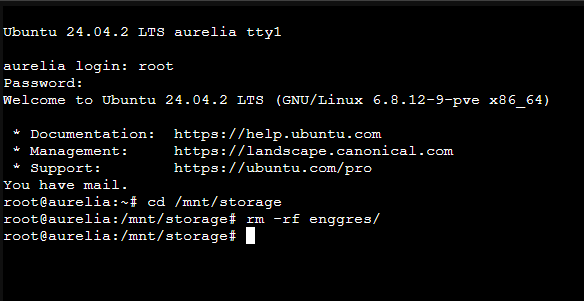 Ubuntu 24.04.2 LTS aurelia tty1
aurelia login: root
Password:
Welcome to Ubuntu 24.04.2 LTS (GNU/Linux 6.8.12-9-pve x86_64)
 * Documentation:  https://help.ubuntu.com
 * Management:     https://landscape.canonical.com
 * Support:        https://ubuntu.com/pro
You have mail.
root@aurelia:~# cd /mnt/storage
root@aurelia:/mnt/storage# rm -rf enggres/
root@aurelia:/mnt/storage#